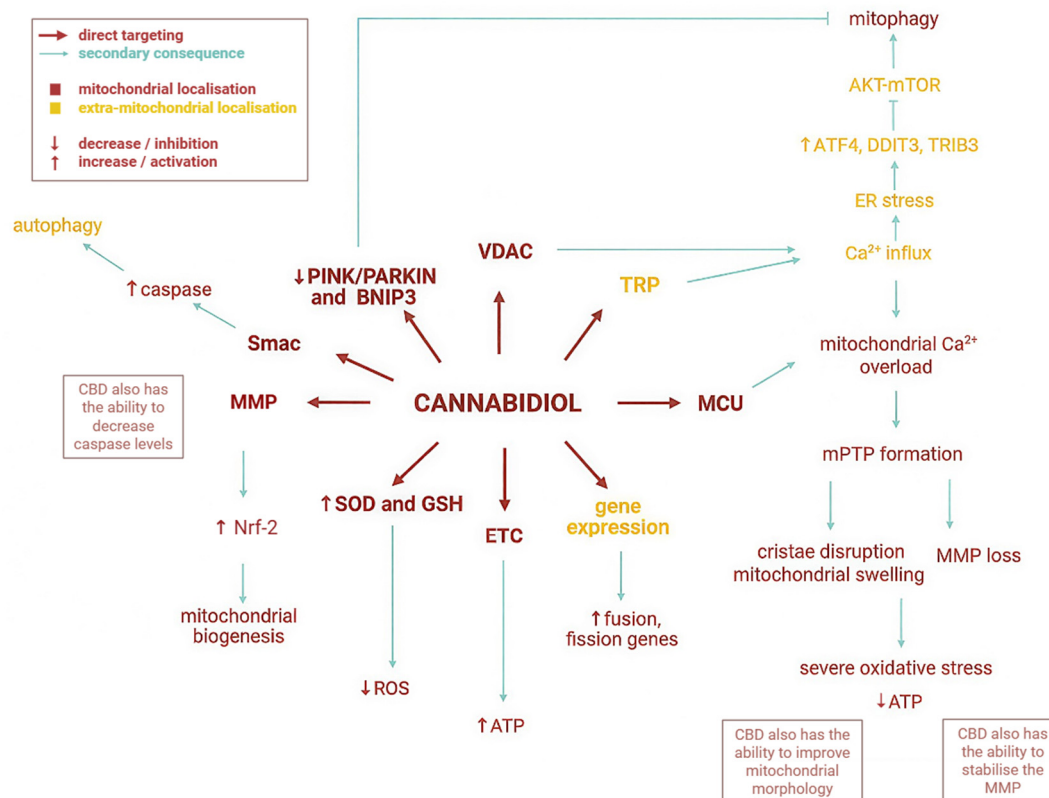 direct targeting
secondary consequence
mitochondrial localisation
extra-mitochondrial localisation
↓ decrease / inhibition
↑ increase / activation
mitophagy
AKT-mTOR
↑ATF4, DDIT3, TRIB3
ER stress
Ca²⁺ influx
autophagy
↑caspase
Smac
↓PINK/PARKIN
and BNIP3
VDAC
TRP
mitochondrial Ca²⁺
overload
CBD also has
the ability to
decrease
caspase levels
MMP
CANNABIDIOL
MCU
mPTP formation
↑ Nrf-2
↑SOD and GSH
ETC
gene
expression
cristae disruption
mitochondrial swelling
MMP loss
mitochondrial
biogenesis
↑fusion,
fission genes
severe oxidative stress
↓ATP
↓ROS
↑ATP
CBD also has the
ability to improve
mitochondrial
morphology
CBD also has
the ability to
stabilise the
MMP